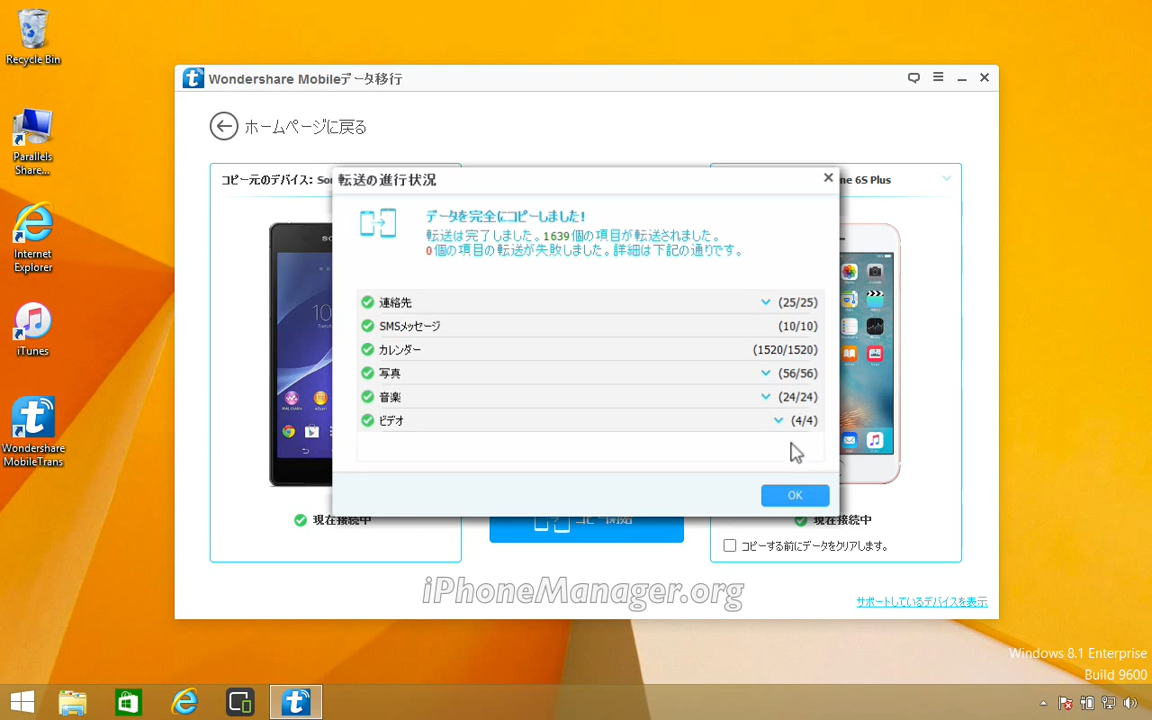 Recycle Bin
Parallels
Share...
Internet
Explorer
iTunes
Wondershare
MobileTrans
Wondershare Mobileデータ移行
ホームページに戻る
コピー元のデバイス: So
ne 6S Plus
転送の進行状況
データを完全にコピーしました!
転送は完了しました。1639個の項目が転送されました。
0個の項目の転送が失敗しました。詳細は下記の通りです。
連絡先 (25/25)
SMSメッセージ (10/10)
カレンダー (1520/1520)
写真 (56/56)
音楽 (24/24)
ビデオ (4/4)
OK
現在接続中
コピー開始
現在接続中
コピーする前にデータをクリアします。
iPhoneManager.org
サポートしているデバイスを表示
Windows 8.1 Enterprise
Build 9600